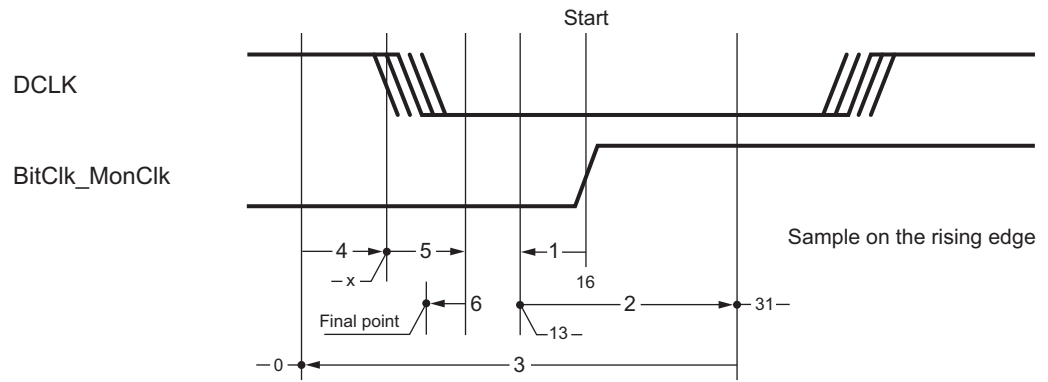 Start
DCLK
BitClk_MonClk
Sample on the rising edge
4
5
1
x
16
6
2
31
Final point
13
0
3